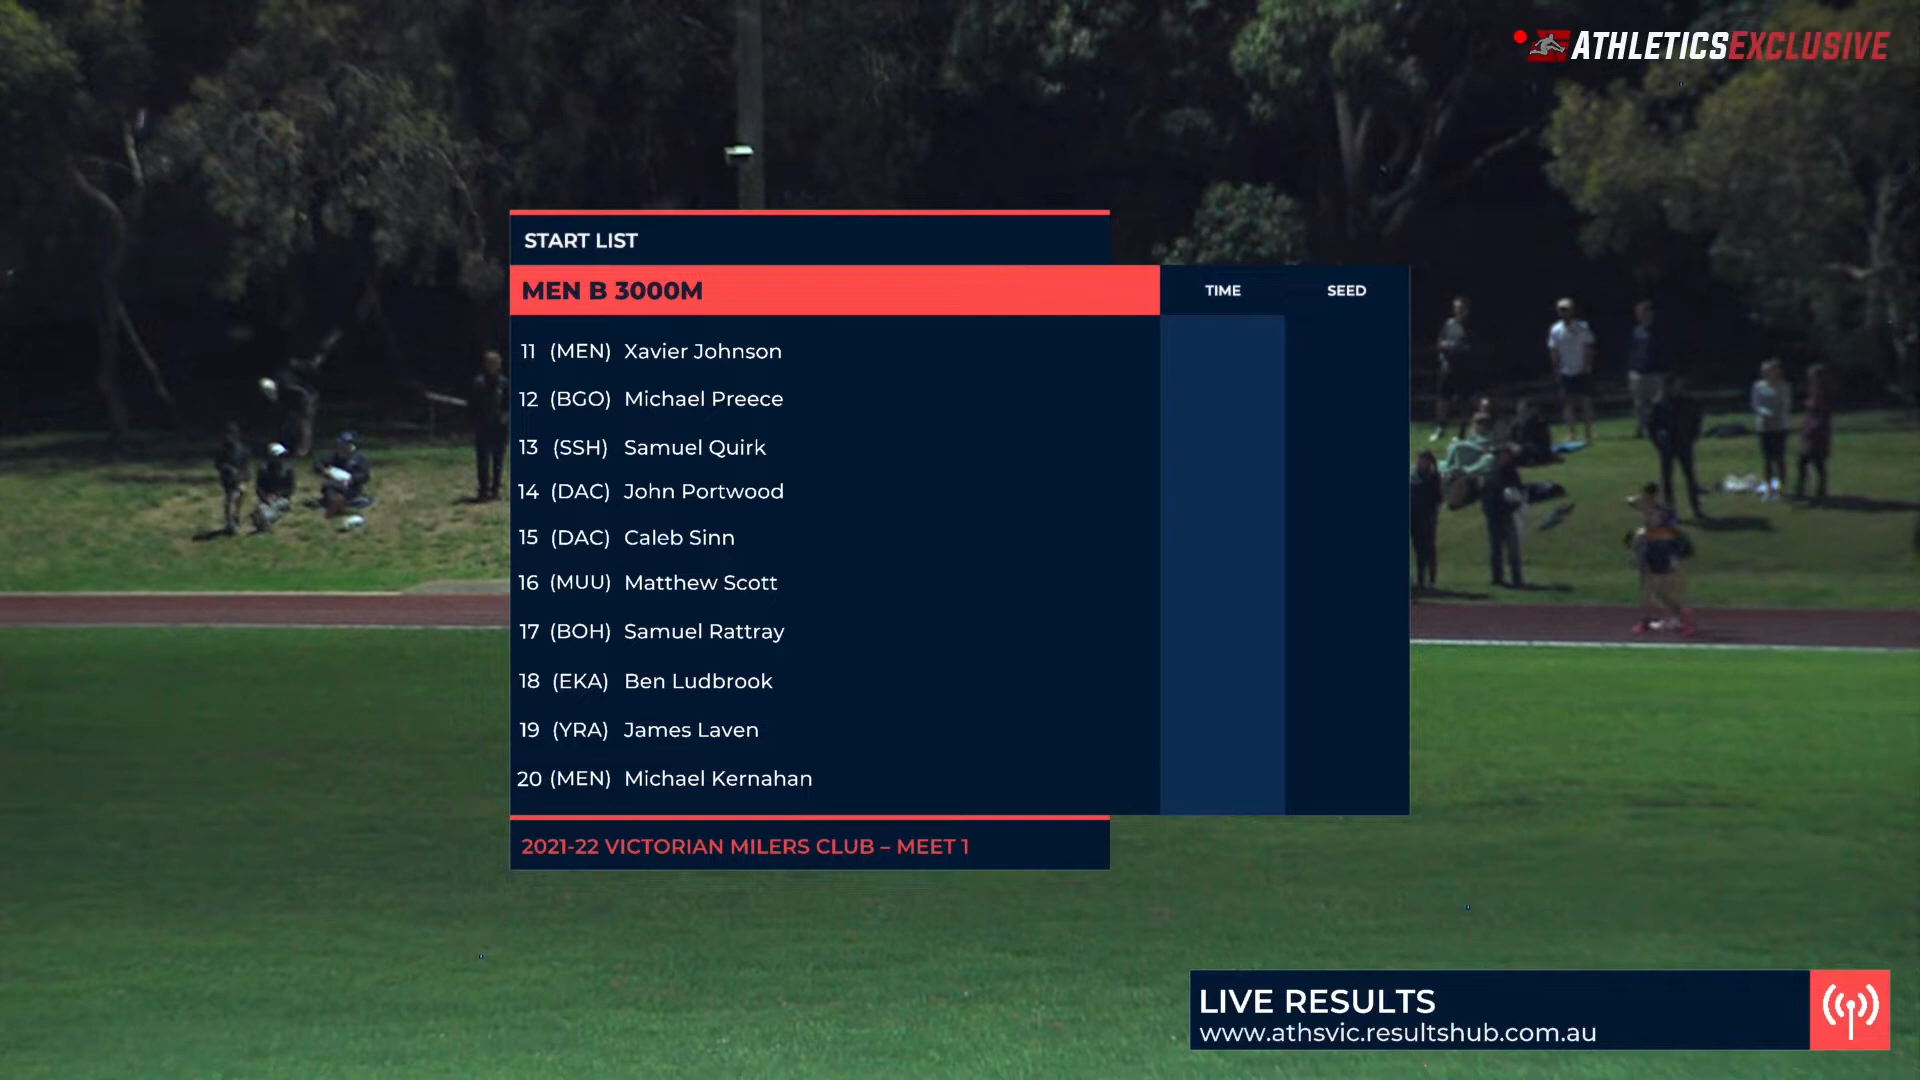 ATHLETICSEXCLUSIVE
START LIST
MEN B 3000M TIME SEED
11 (MEN) Xavier Johnson
12 (BGO) Michael Preece
13 (SSH) Samuel Quirk
14 (DAC) John Portwood
15 (DAC) Caleb Sinn
16 (MUU) Matthew Scott
17 (BOH) Samuel Rattray
18 (EKA) Ben Ludbrook
19 (YRA) James Laven
20 (MEN) Michael Kernahan
2021-22 VICTORIAN MILERS CLUB – MEET 1
LIVE RESULTS
www.athsvic.resultshub.com.au